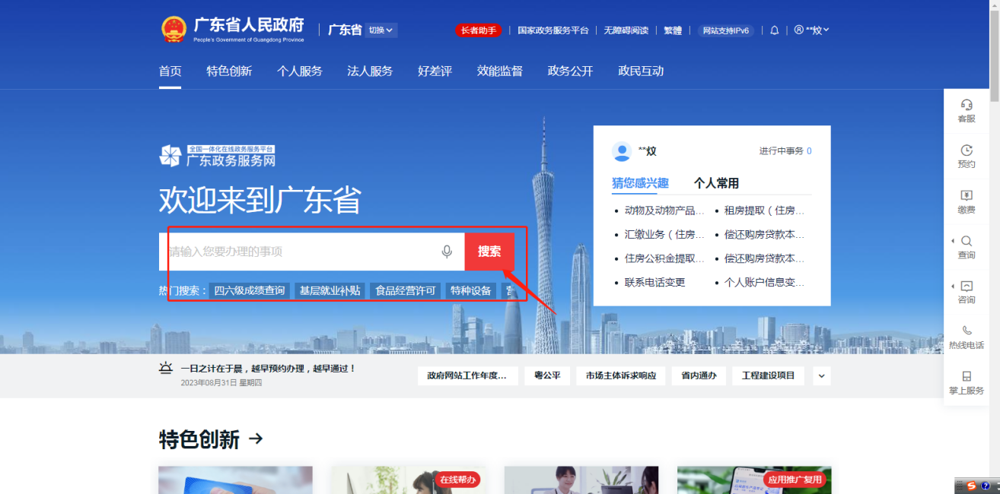 广东省人民政府
People's Government of Guangdong Province
广东省 切换
长者助手 国家政务服务平台 无障碍阅读 繁體 网站支持IPv6 **炆
首页 特色创新 个人服务 法人服务 好差评 效能监督 政务公开 政民互动
全国一体化在线政务服务平台
广东政务服务网
欢迎来到广东省
请输入您要办理的事项 搜索
热门搜索： 四六级成绩查询 基层就业补贴 食品经营许可 特种设备
**炆 进行中事务 0
猜您感兴趣 个人常用
动物及动物产品... 租房提取（住房...
汇缴业务（住房... 偿还购房贷款本...
住房公积金提取... 偿还购房贷款本...
联系电话变更 个人账户信息变...
客服
预约
缴费
查询
咨询
热线电话
掌上服务
一日之计在于晨，越早预约办理，越早通过！
2023年08月31日 星期四
政府网站工作年度... 粤公平 市场主体诉求响应 省内通办 工程建设项目
特色创新
在线帮办
应用推广复用